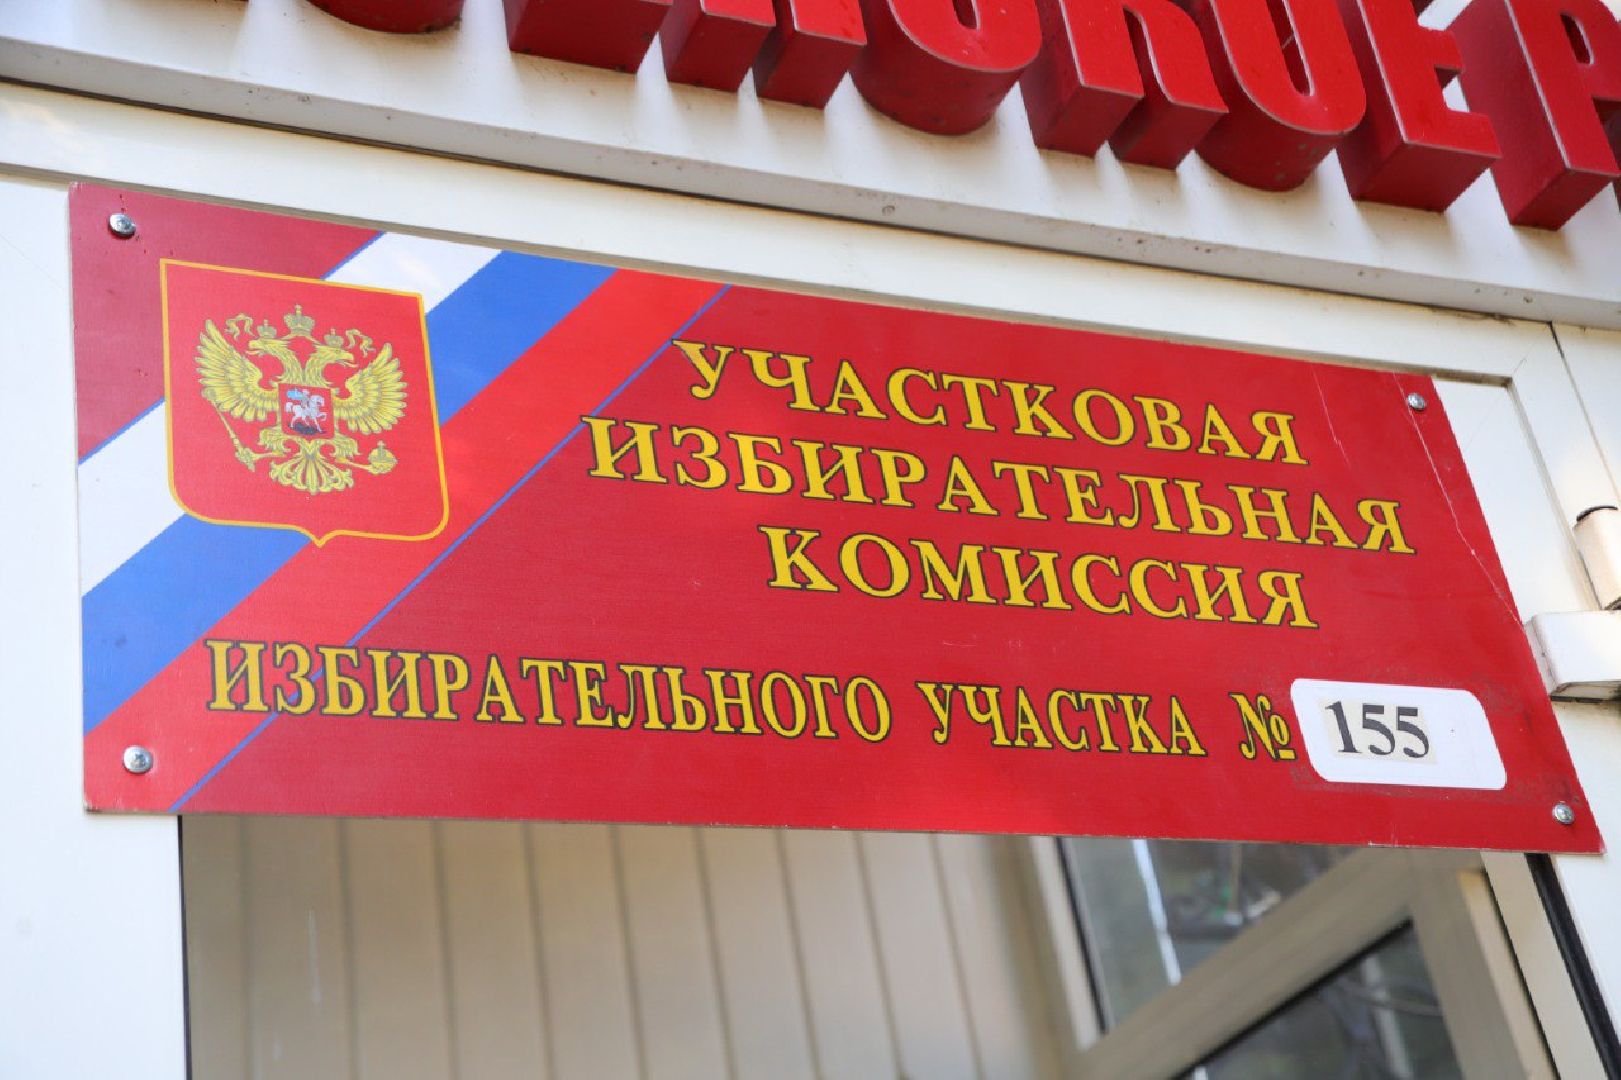 УЧАСТКОВАЯ
ИЗБИРАТЕЛЬНАЯ
КОМИССИЯ
ИЗБИРАТЕЛЬНОГО УЧАСТКА № 155